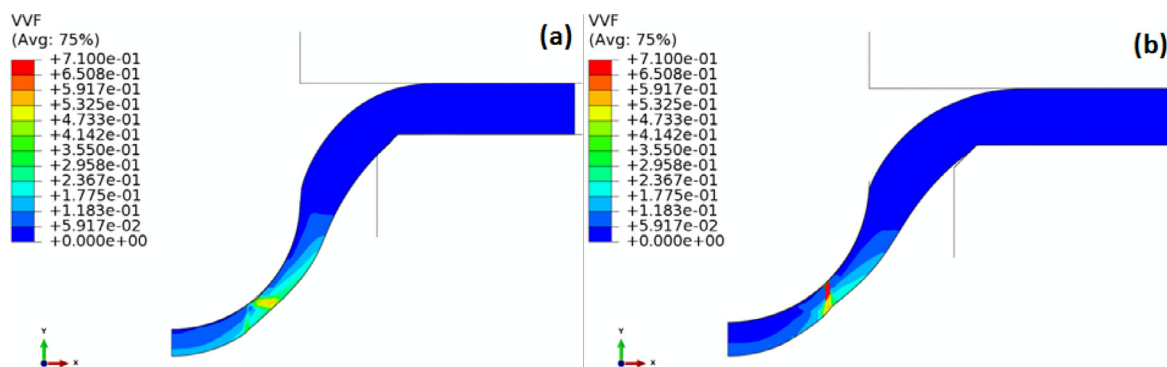 VVF
(Avg: 75%)
+7.100e-01
+6.508e-01
+5.917e-01
+5.325e-01
+4.733e-01
+4.142e-01
+3.550e-01
+2.958e-01
+2.367e-01
+1.775e-01
+1.183e-01
+5.917e-02
+0.000e+00
Y
X
(a)
VVF
(Avg: 75%)
+7.100e-01
+6.508e-01
+5.917e-01
+5.325e-01
+4.733e-01
+4.142e-01
+3.550e-01
+2.958e-01
+2.367e-01
+1.775e-01
+1.183e-01
+5.917e-02
+0.000e+00
Y
X
(b)